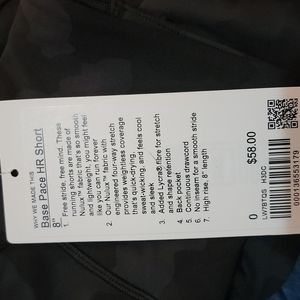 WHY WE MADE THIS
Base Pace HR Short
8"
1. Free stride, free mind. These
running shorts are made of
Nulux™ fabric that's so smooth
and lightweight, you might feel
like you can run forever
2. Our Nulux™ fabric with
engineered four-way stretch
provides weightless coverage
that's quick-drying,
sweat-wicking, and feels cool
and sleek
3. Added Lycra® fibre for stretch
and shape retention
4. Back pocket
5. Continuous drawcord
6. No inseam for a smooth stride
7. High rise, 8" length
0
$58.00
LW7BTQS H3DC